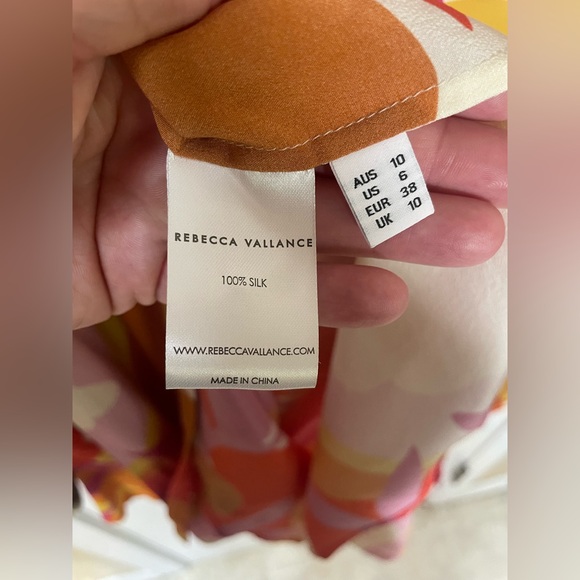 REBECCA VALLANCE
100% SILK
WWW.REBECCAVALLANCE.COM
MADE IN CHINA
AUS 10
US 6
EUR 38
UK 10